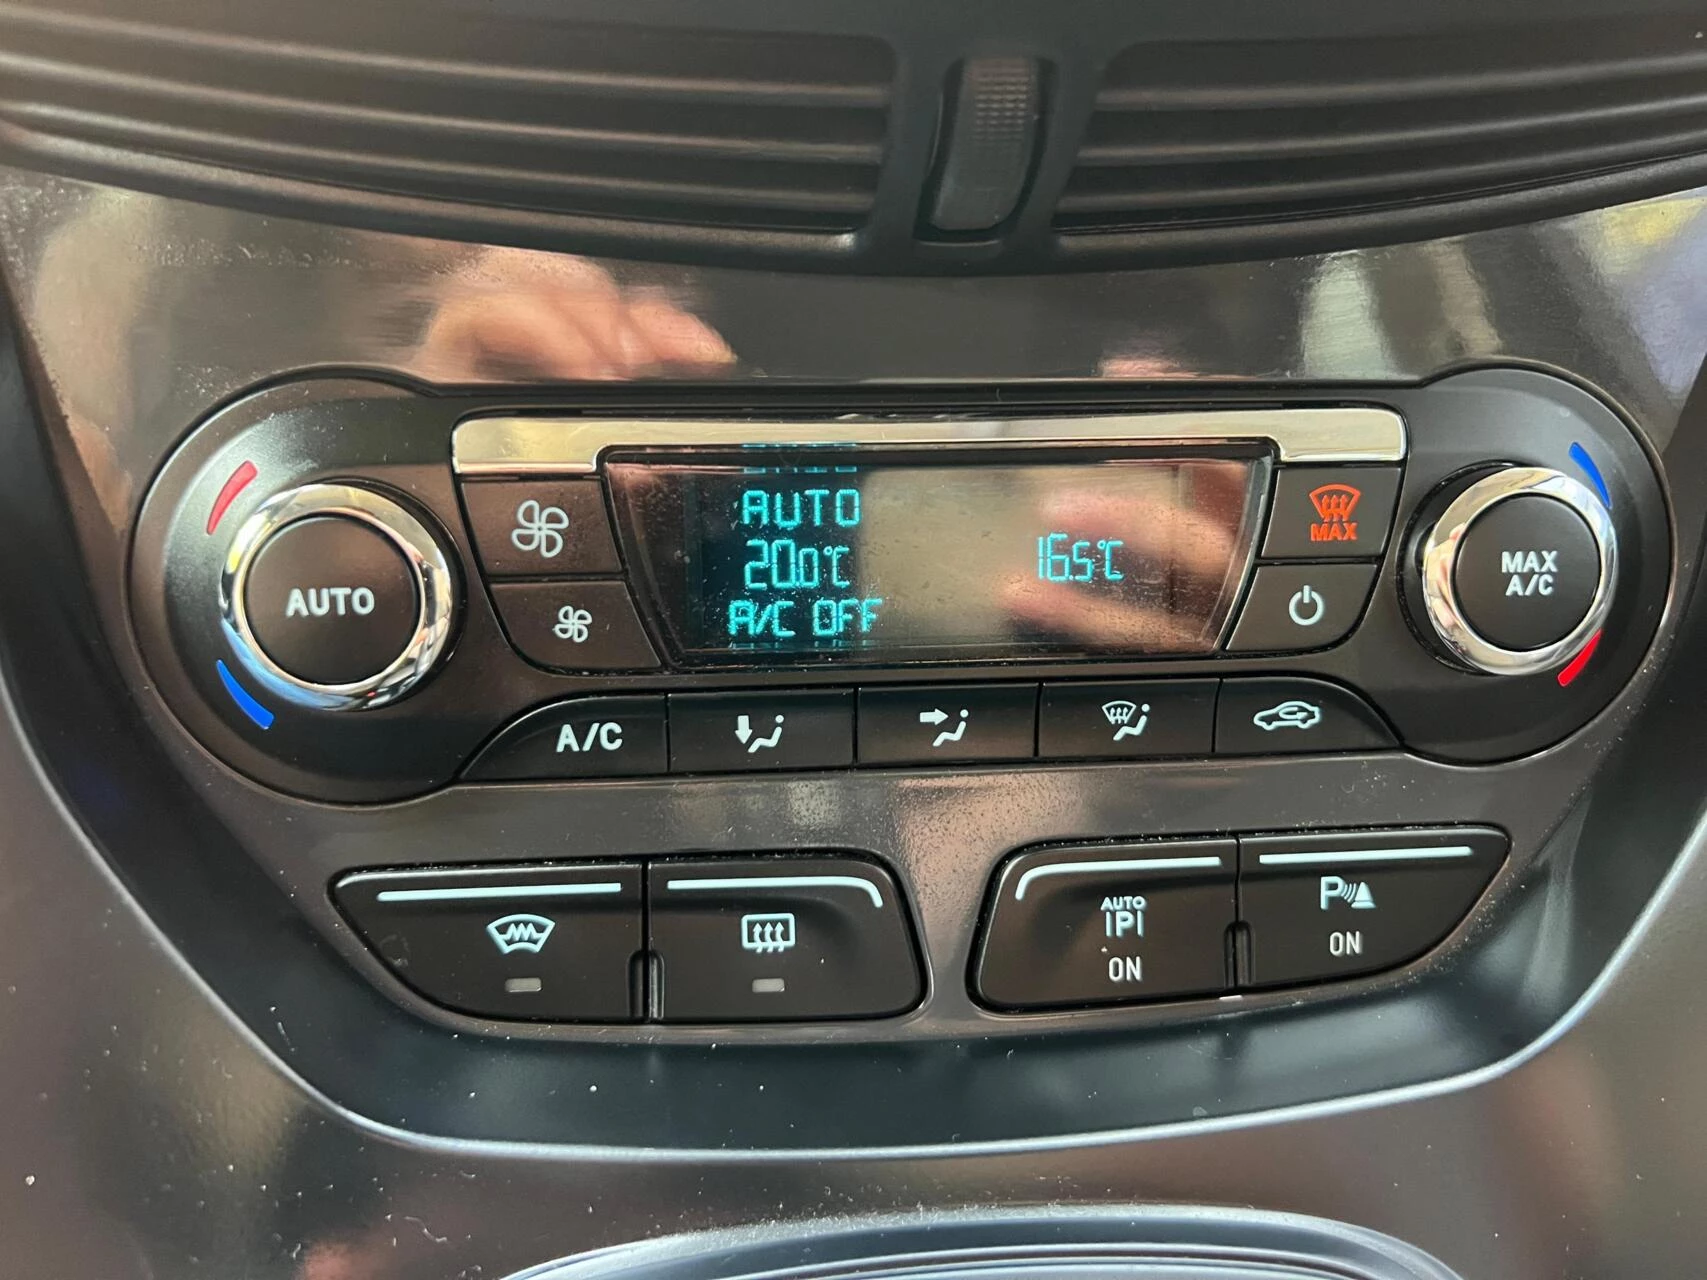 AUTO
AUTO
20.0°C
A/C OFF
16.5°C
MAX
MAX
A/C
A/C
AUTO
P
ON
P
ON